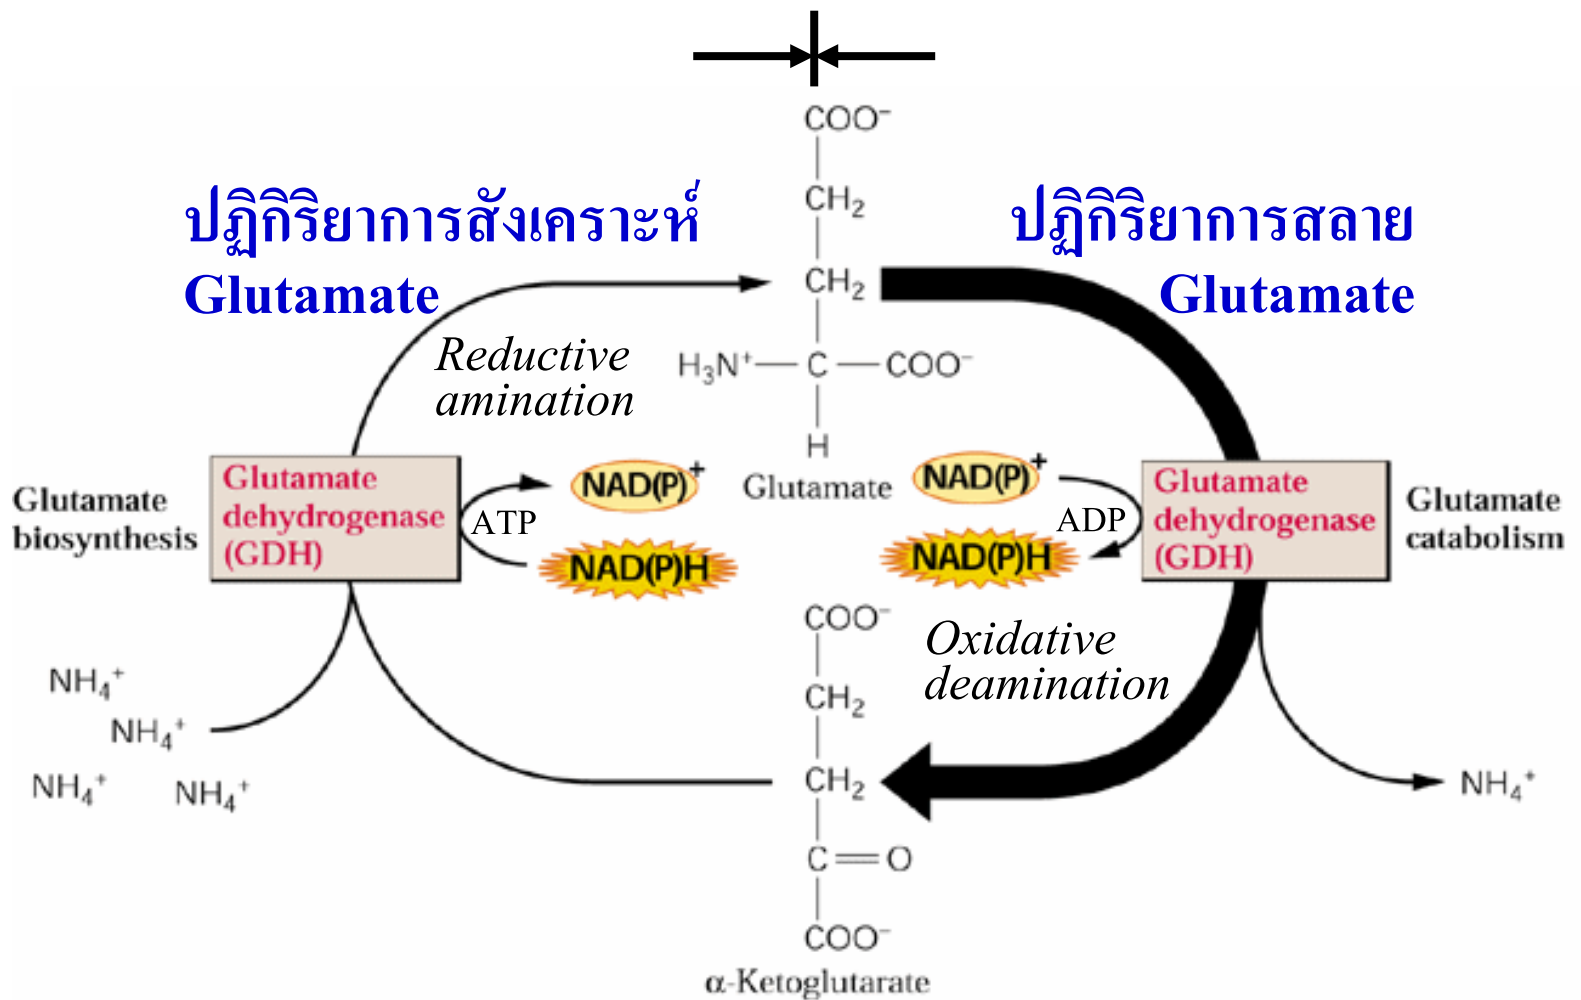 ปฏิกิริยาการสังเคราะห์
Glutamate
ปฏิกิริยาการสลาย
Glutamate
COO⁻
CH₂
CH₂
H₃N⁺—C—COO⁻
H
Glutamate
Reductive
amination
Glutamate
biosynthesis
Glutamate
dehydrogenase
(GDH)
ATP
NAD(P)⁺
NAD(P)H
NAD(P)⁺
NAD(P)H
ADP
Glutamate
dehydrogenase
(GDH)
Glutamate
catabolism
Oxidative
deamination
NH₄⁺
NH₄⁺
NH₄⁺
NH₄⁺
COO⁻
CH₂
CH₂
C=O
COO⁻
α-Ketoglutarate
NH₄⁺